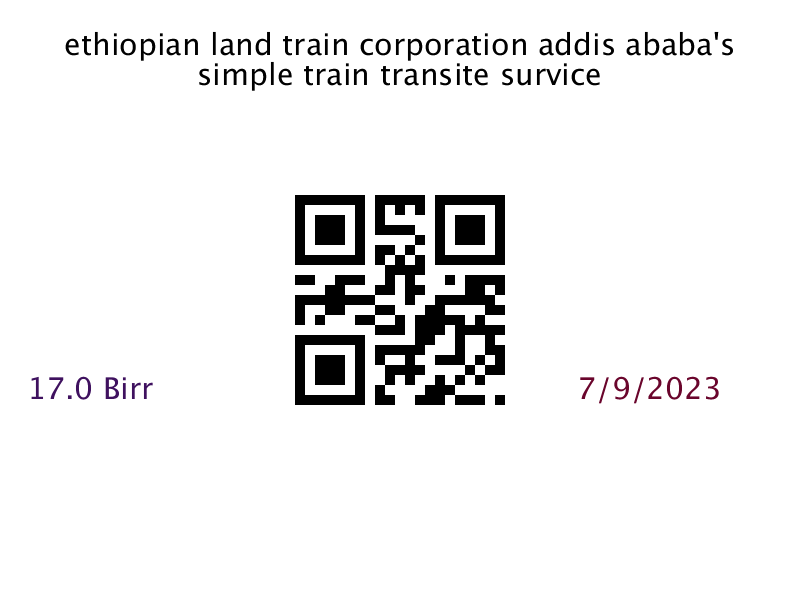 ethiopian land train corporation addis ababa's
simple train transite survice
17.0 Birr
7/9/2023